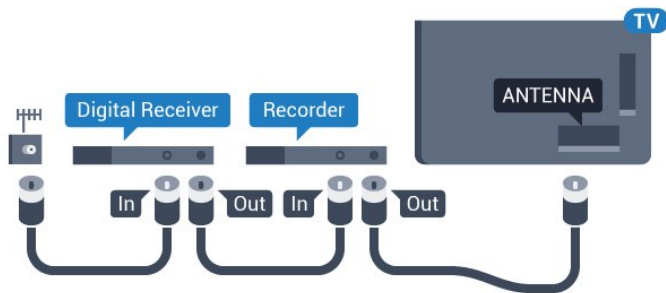 TV
Digital Receiver
Recorder
ANTENNA
In
Out
In
Out